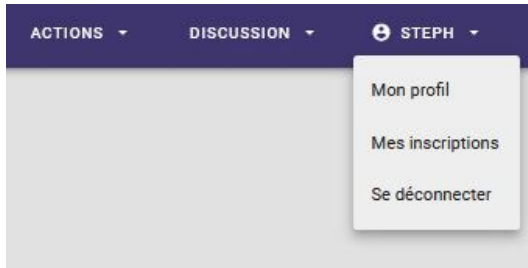 ACTIONS DISCUSSION STEPH
Mon profil
Mes inscriptions
Se déconnecter